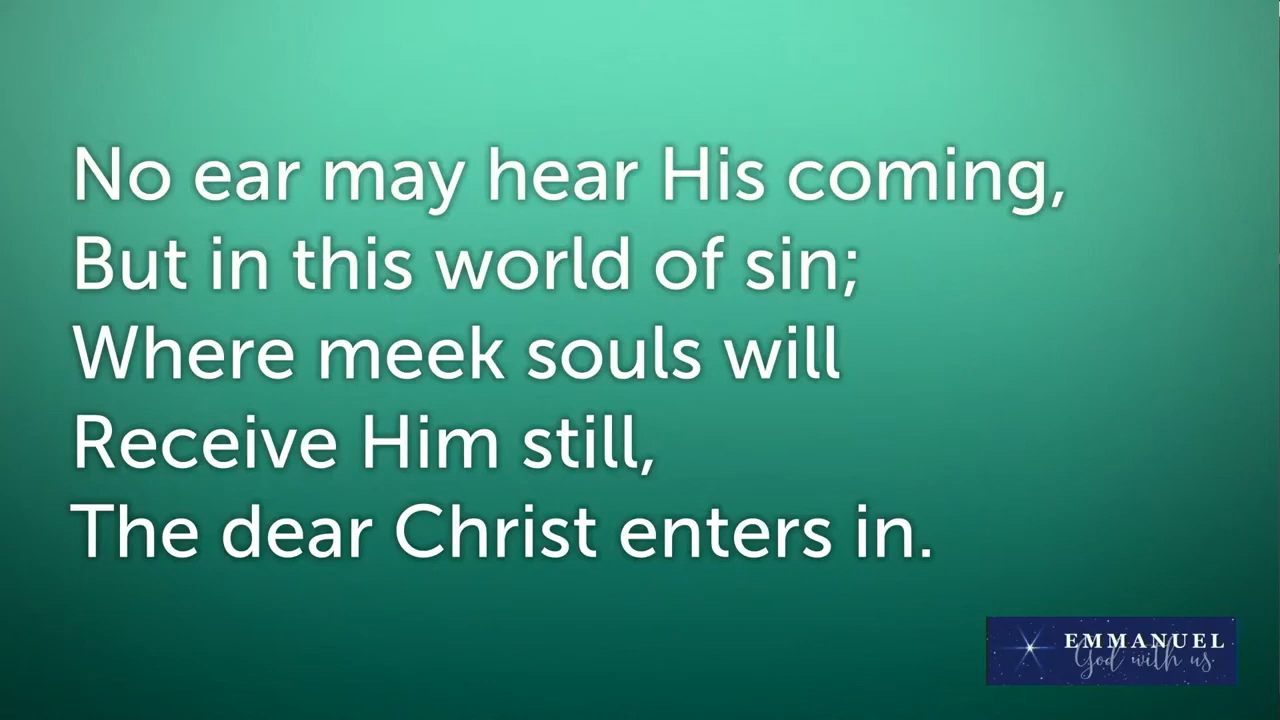 No ear may hear His coming,
But in this world of sin;
Where meek souls will
Receive Him still,
The dear Christ enters in.
EMMANUEL
God with us